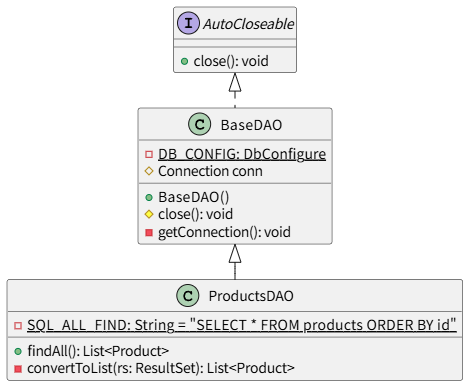 I AutoCloseable
close(): void
C BaseDAO
DB_CONFIG: DbConfigure
Connection conn
BaseDAO()
close(): void
getConnection(): void
C ProductsDAO
SQL_ALL_FIND: String = "SELECT * FROM products ORDER BY id"
findAll(): List<Product>
convertToList(rs: ResultSet): List<Product>